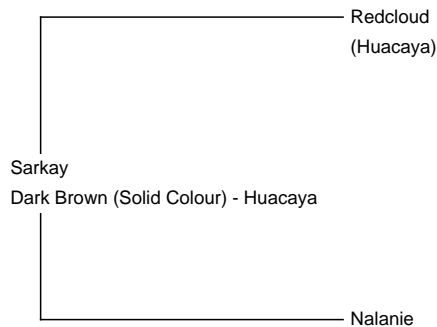 Redcloud
(Huacaya)
Sarkay
Dark Brown (Solid Colour) - Huacaya
Nalanie